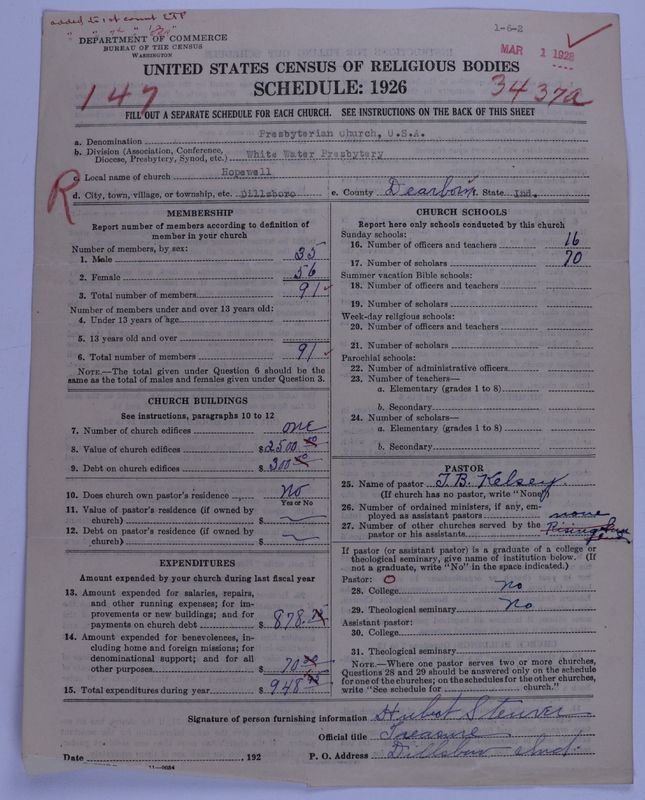 added to 1st count ETP
1-6-2
DEPARTMENT OF COMMERCE
BUREAU OF THE CENSUS
WASHINGTON
MAR 1 1928
UNITED STATES CENSUS OF RELIGIOUS BODIES
SCHEDULE: 1926
147
3437a
FILL OUT A SEPARATE SCHEDULE FOR EACH CHURCH. SEE INSTRUCTIONS ON THE BACK OF THIS SHEET
a. Denomination Presbyterian Church, U.S.A.
b. Division (Association, Conference, Diocese, Presbytery, Synod, etc.) White Water Presbytery
c. Local name of church Hopewell
R
d. City, town, village, or township, etc. Dillsboro e. County Dearborn f. State Ind.
MEMBERSHIP
Report number of members according to definition of
member in your church
Number of members, by sex:
1. Male 35
2. Female 56
3. Total number of members 91
Number of members under and over 13 years old:
4. Under 13 years of age
5. 13 years old and over
6. Total number of members 91
NOTE.—The total given under Question 6 should be the
same as the total of males and females given under Question 3.
CHURCH BUILDINGS
See instructions, paragraphs 10 to 12
7. Number of church edifices one
8. Value of church edifices $2500.00
9. Debt on church edifices $300.00
10. Does church own pastor's residence No
Yes or No
11. Value of pastor's residence (if owned by
church) $
12. Debt on pastor's residence (if owned by
church) $
EXPENDITURES
Amount expended by your church during last fiscal year
13. Amount expended for salaries, repairs,
and other running expenses; for im-
provements or new buildings; and for
payments on church debt $ 878.
14. Amount expended for benevolences, in-
cluding home and foreign missions; for
denominational support; and for all
other purposes $ 70.00
15. Total expenditures during year $ 948
CHURCH SCHOOLS
Report here only schools conducted by this church
Sunday schools:
16. Number of officers and teachers 16
17. Number of scholars 70
Summer vacation Bible schools:
18. Number of officers and teachers
19. Number of scholars
Week-day religious schools:
20. Number of officers and teachers
21. Number of scholars
Parochial schools:
22. Number of administrative officers
23. Number of teachers—
a. Elementary (grades 1 to 8)
b. Secondary
24. Number of scholars—
a. Elementary (grades 1 to 8)
b. Secondary
PASTOR
25. Name of pastor T. B. Kelsey
(If church has no pastor, write "None")
26. Number of ordained ministers, if any, em-
ployed as assistant pastors none
27. Number of other churches served by the Rising Sun
pastor or his assistants
If pastor (or assistant pastor) is a graduate of a college or
theological seminary, give name of institution below. (If
not a graduate, write "No" in the space indicated.)
Pastor: O
28. College no
29. Theological seminary no
Assistant pastor:
30. College
31. Theological seminary
NOTE.—Where one pastor serves two or more churches,
Questions 28 and 29 should be answered only on the schedule
for one of the churches; on the schedules for the other churches,
write "See schedule for church."
Signature of person furnishing information Hubert Steuver
Official title Treasure
Date , 192 P. O. Address Dillsboro Ind.
11—9684